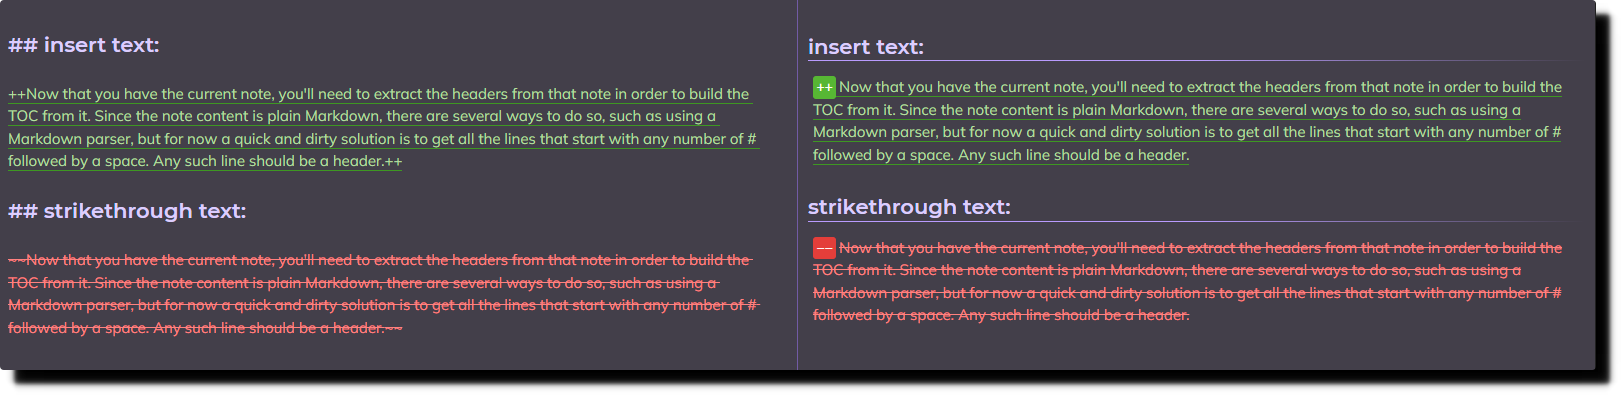 ## insert text:
++Now that you have the current note, you'll need to extract the headers from that note in order to build the
TOC from it. Since the note content is plain Markdown, there are several ways to do so, such as using a
Markdown parser, but for now a quick and dirty solution is to get all the lines that start with any number of #
followed by a space. Any such line should be a header.++
## strikethrough text:
~~Now that you have the current note, you'll need to extract the headers from that note in order to build the
TOC from it. Since the note content is plain Markdown, there are several ways to do so, such as using a
Markdown parser, but for now a quick and dirty solution is to get all the lines that start with any number of #
followed by a space. Any such line should be a header.~~
insert text:
++ Now that you have the current note, you'll need to extract the headers from that note in order to build the
TOC from it. Since the note content is plain Markdown, there are several ways to do so, such as using a
Markdown parser, but for now a quick and dirty solution is to get all the lines that start with any number of #
followed by a space. Any such line should be a header.
strikethrough text:
-- Now that you have the current note, you'll need to extract the headers from that note in order to build the
TOC from it. Since the note content is plain Markdown, there are several ways to do so, such as using a
Markdown parser, but for now a quick and dirty solution is to get all the lines that start with any number of #
followed by a space. Any such line should be a header.